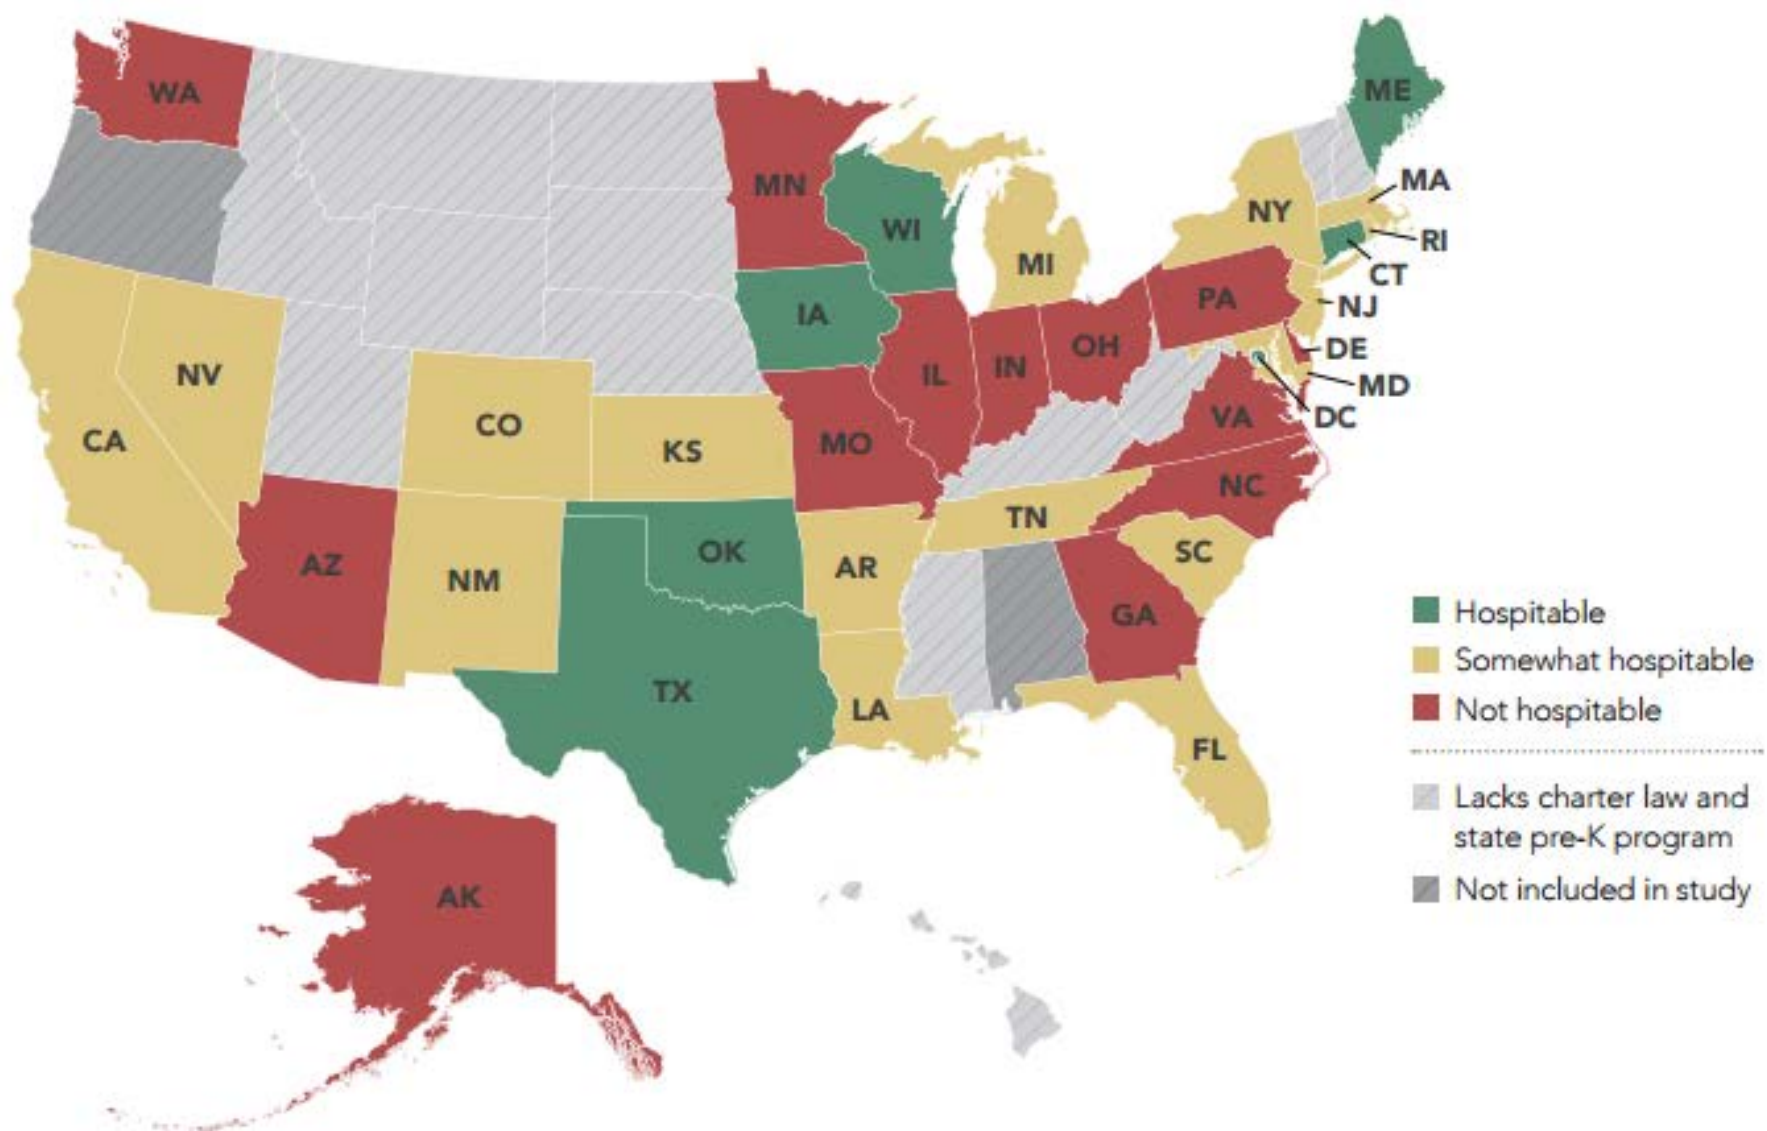 WA
ME
MN
MA
WI
NY
RI
MI
CT
IA
PA
NJ
OH
DE
IL
IN
NV
MD
CO
VA
DC
CA
KS
MO
NC
TN
OK
SC
AZ
AR
NM
GA
TX
LA
FL
AK
Hospitable
Somewhat hospitable
Not hospitable
Lacks charter law and
state pre-K program
Not included in study